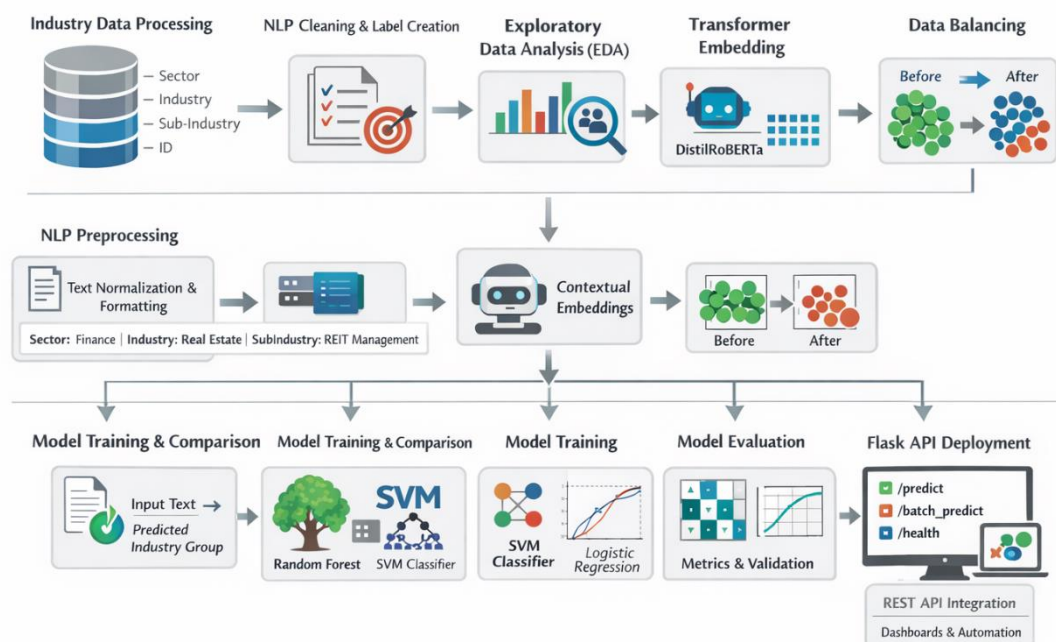 Industry Data Processing
— Sector
— Industry
— Sub-Industry
— ID
NLP Cleaning & Label Creation
Exploratory
Data Analysis (EDA)
Transformer
Embedding
DistilRoBERTa
Data Balancing
Before
After
NLP Preprocessing
Text Normalization &
Formatting
Sector: Finance | Industry: Real Estate | SubIndustry: REIT Management
Contextual
Embeddings
Before
After
Model Training & Comparison
Input Text →
Predicted
Industry Group
Model Training & Comparison
SVM
Random Forest
SVM Classifier
Model Training
SVM
Classifier
Logistic
Regression
Model Evaluation
Metrics & Validation
Flask API Deployment
/predict
/batch_predict
/health
REST API Integration
Dashboards & Automation